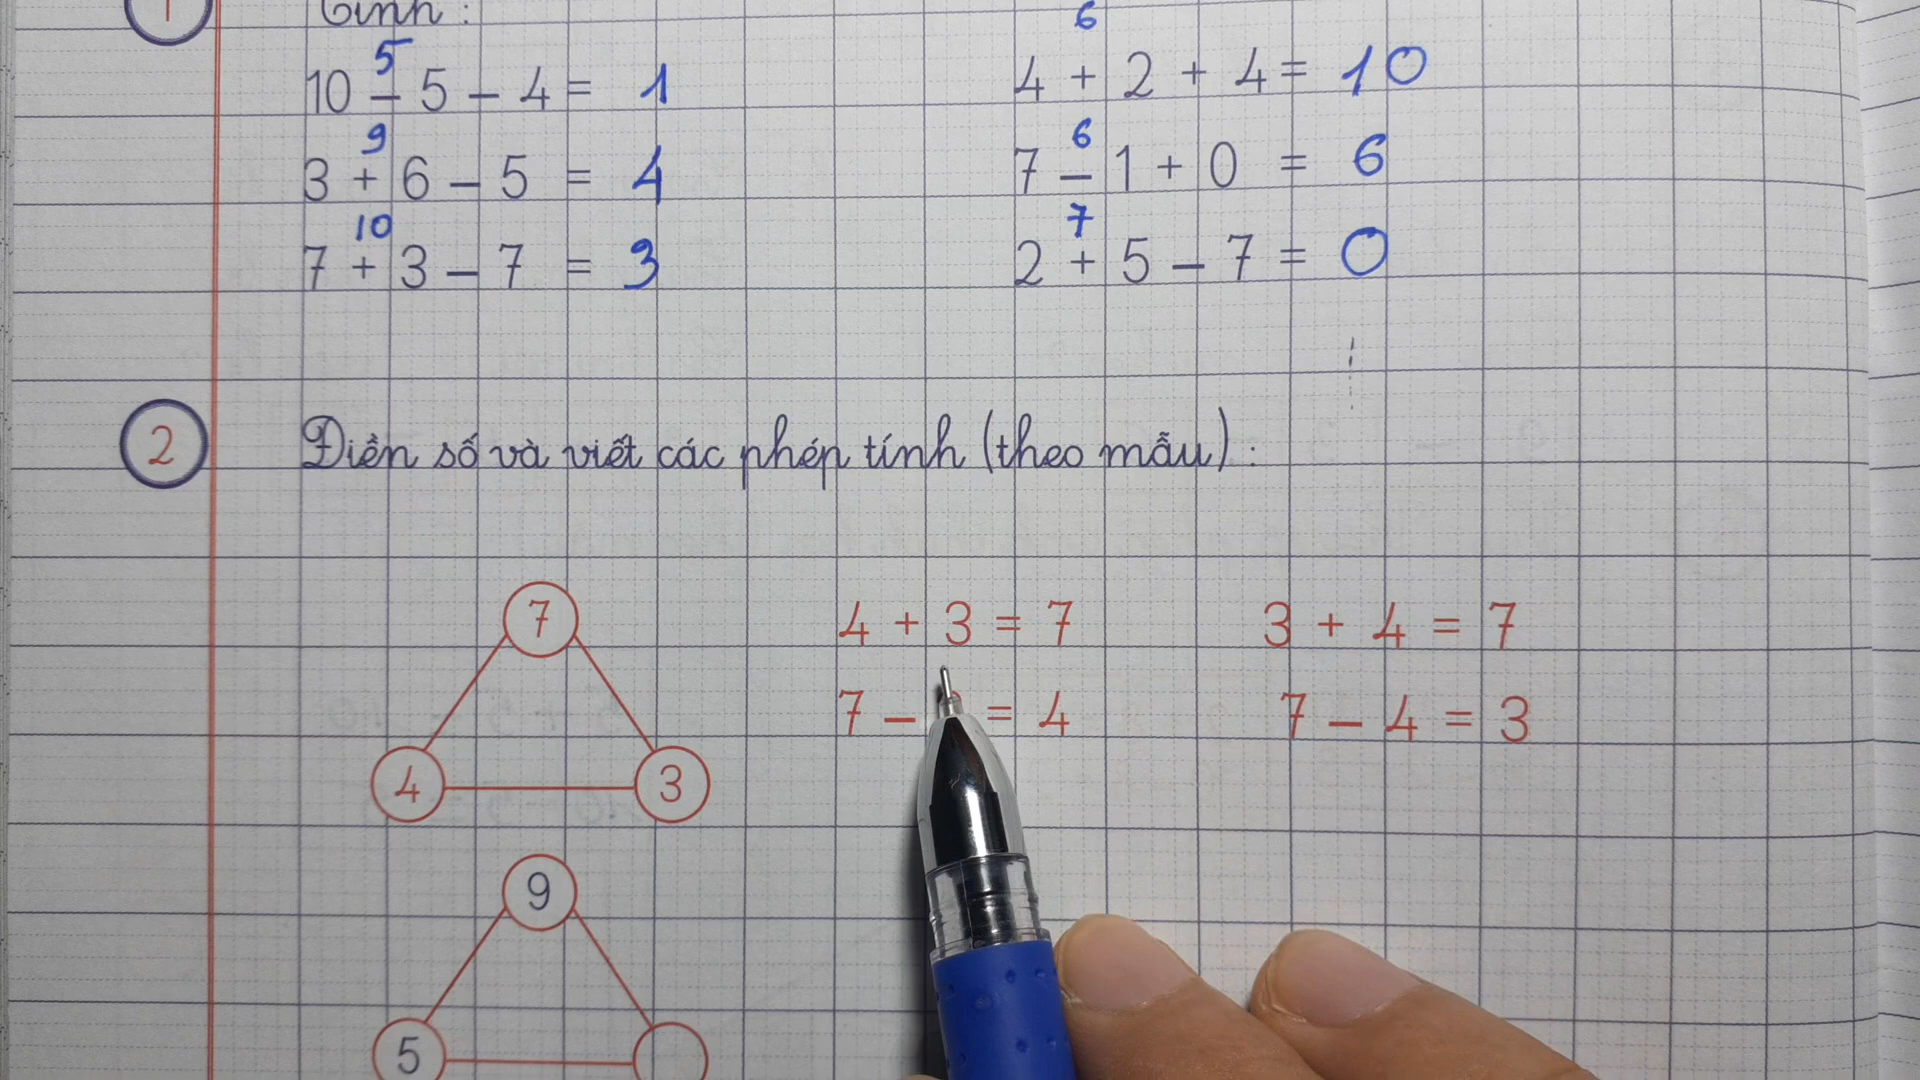 1 Tính :
5
10 - 5 - 4 = 1
6
4 + 2 + 4 = 10
9
3 + 6 - 5 = 4
6
7 - 1 + 0 = 6
10
7 + 3 - 7 = 3
7
2 + 5 - 7 = 0
2 Điền số và viết các phép tính (theo mẫu) :
7
4 3
4 + 3 = 7
3 + 4 = 7
7 - = 4
7 - 4 = 3
9
5